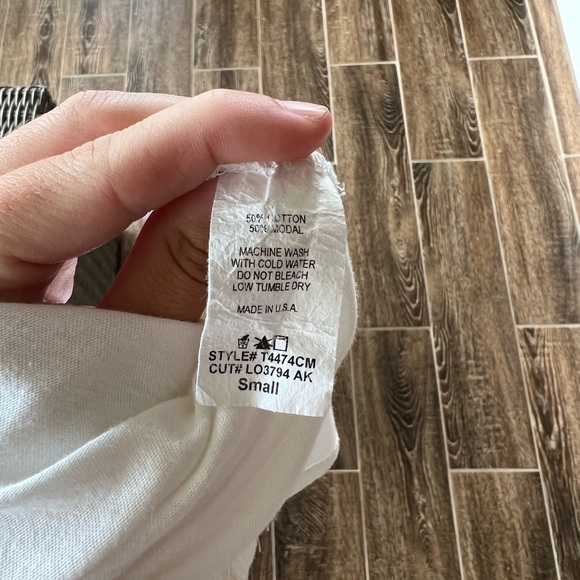 50% COTTON
50% MODAL
MACHINE WASH
WITH COLD WATER
DO NOT BLEACH
LOW TUMBLE DRY
MADE IN U.S.A.
STYLE# T4474CM
CUT# LO3794 AK
Small